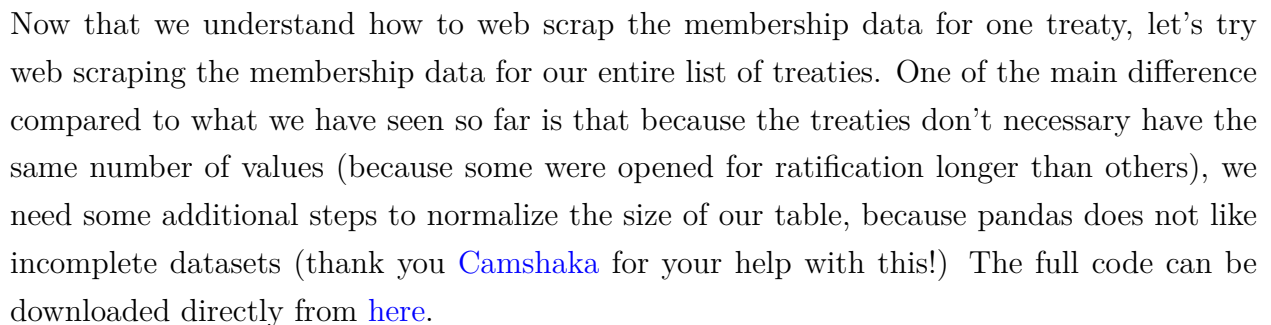 Now that we understand how to web scrap the membership data for one treaty, let's try
web scraping the membership data for our entire list of treaties. One of the main difference
compared to what we have seen so far is that because the treaties don't necessary have the
same number of values (because some were opened for ratification longer than others), we
need some additional steps to normalize the size of our table, because pandas does not like
incomplete datasets (thank you Camshaka for your help with this!) The full code can be
downloaded directly from here.